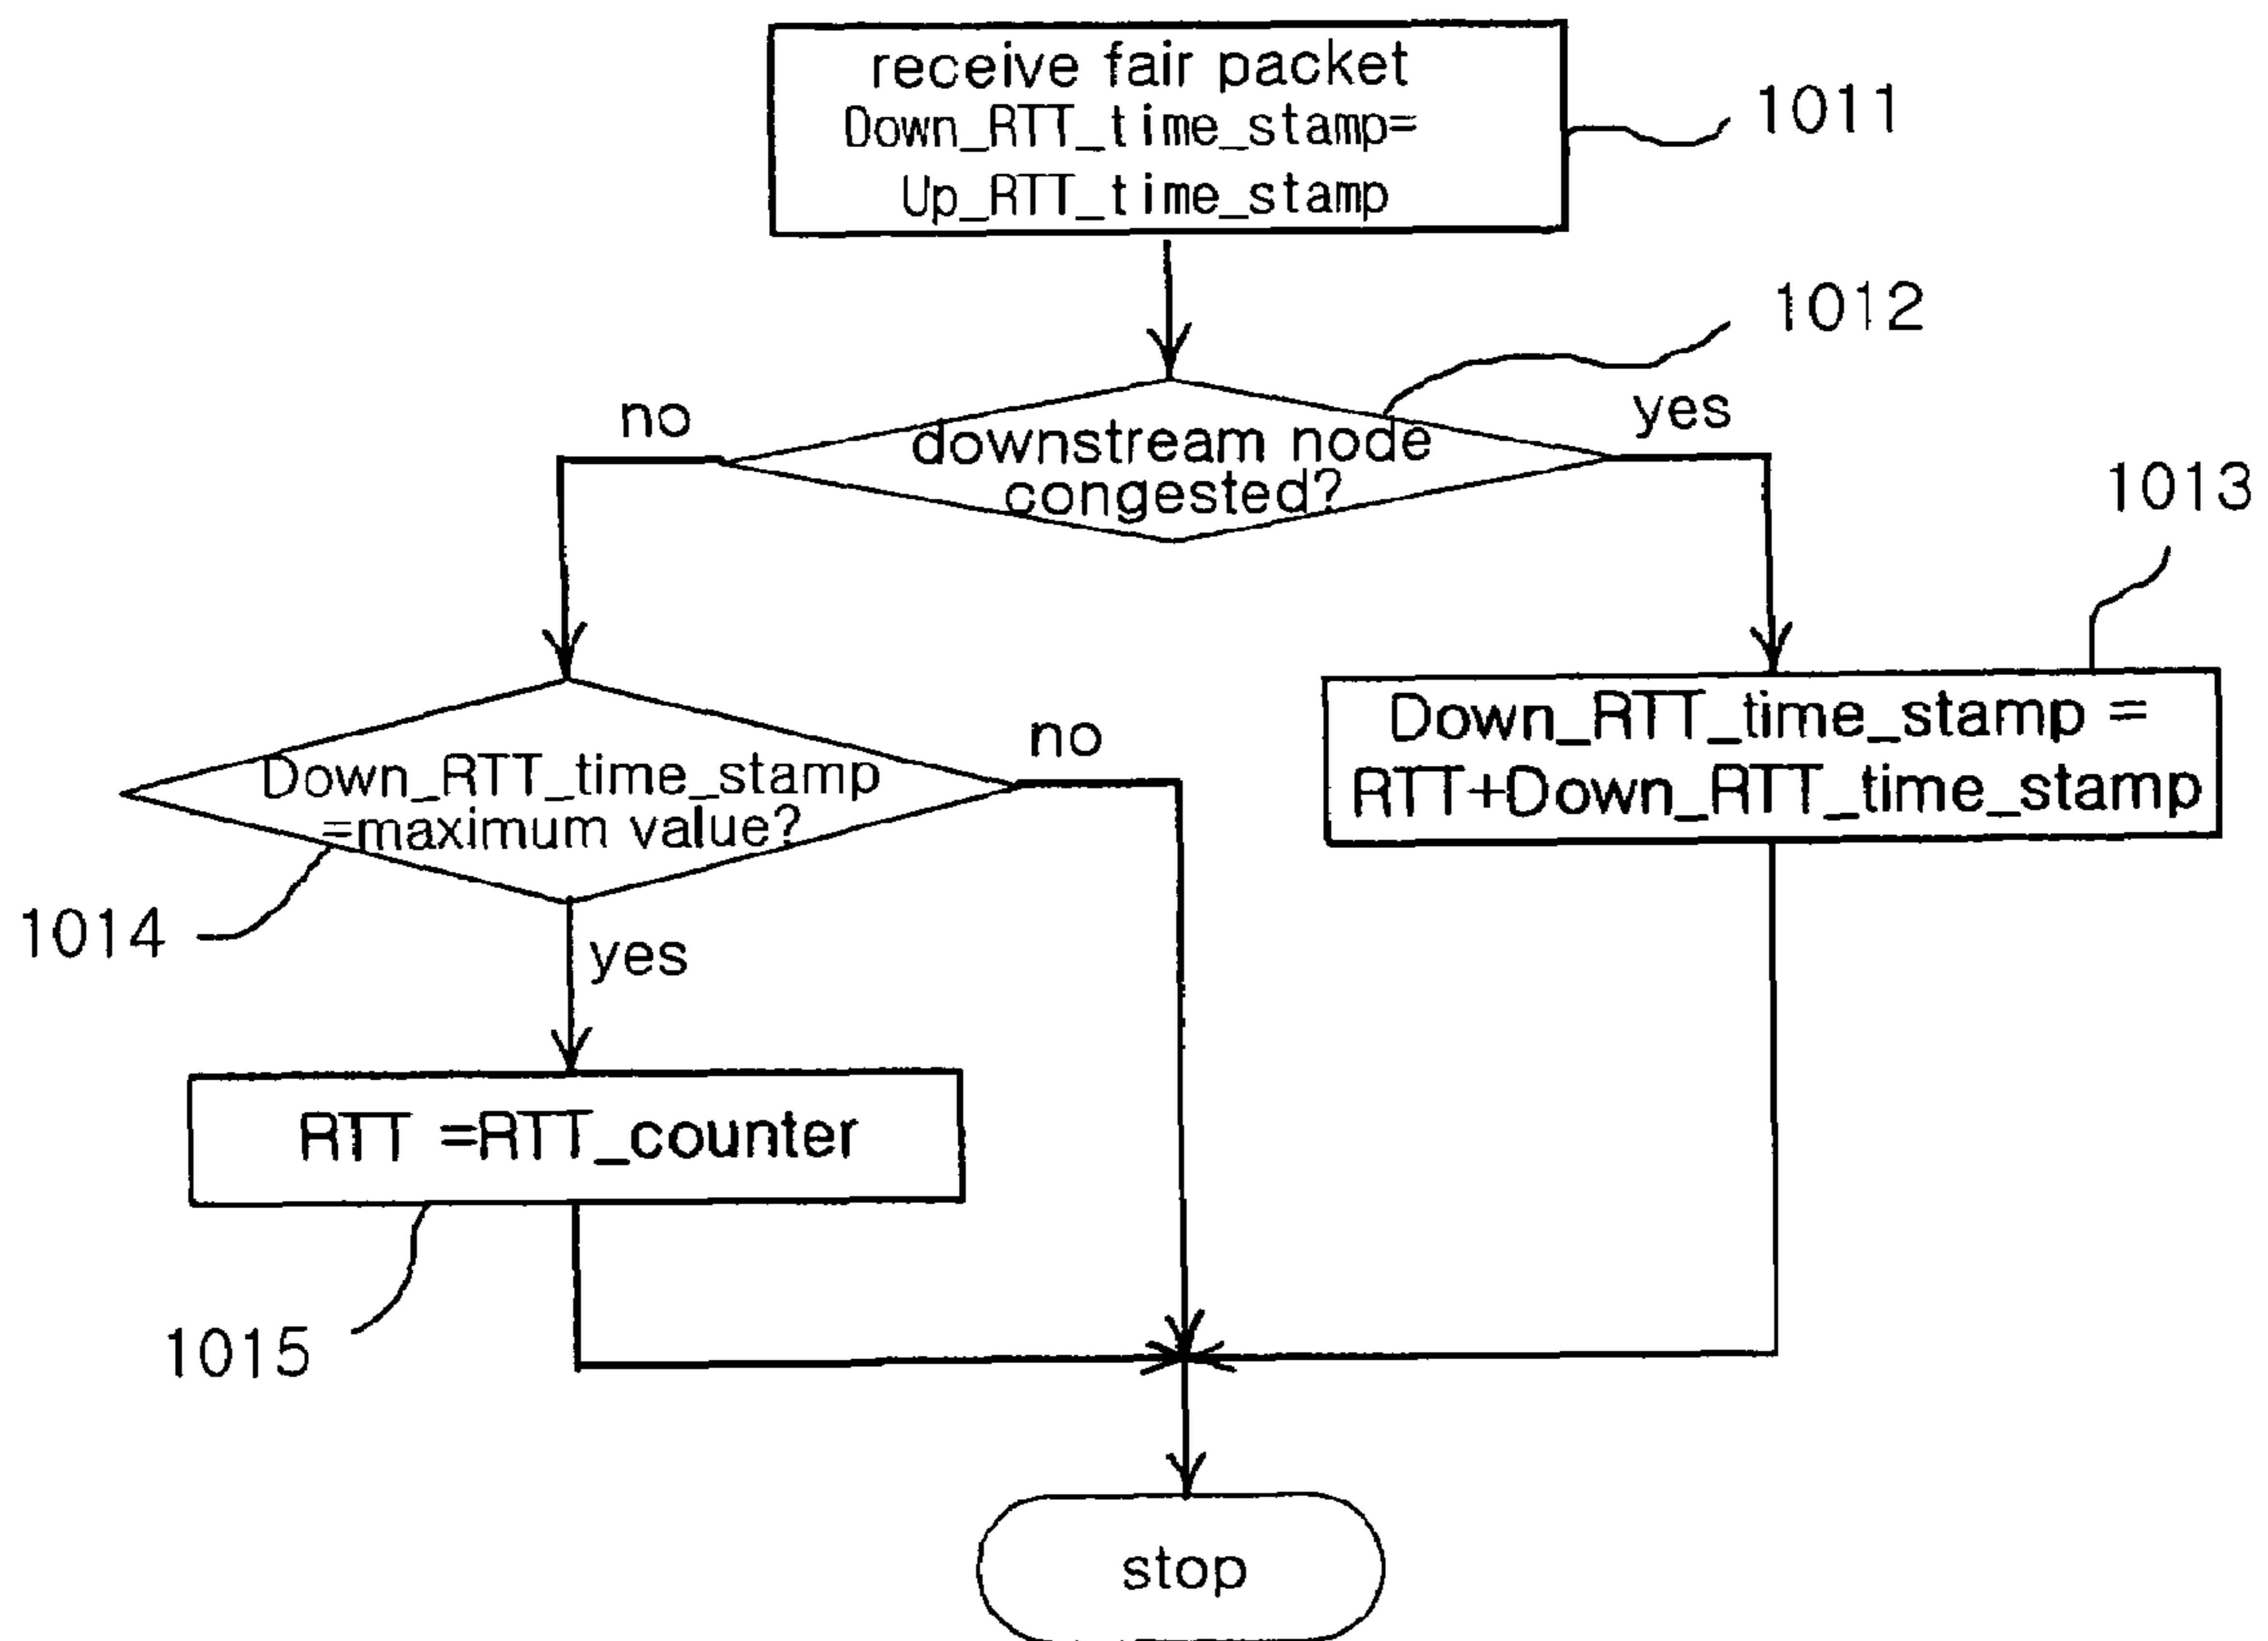 receive fair packet
Down_RTT_time_stamp=
Up_RTT_time_stamp
1011
1012
no
yes
downstream node
congested?
1013
Down_RTT_time_stamp =
RTT+Down_RTT_time_stamp
no
Down_RTT_time_stamp
=maximum value?
1014
yes
RTT =RTT_counter
1015
stop